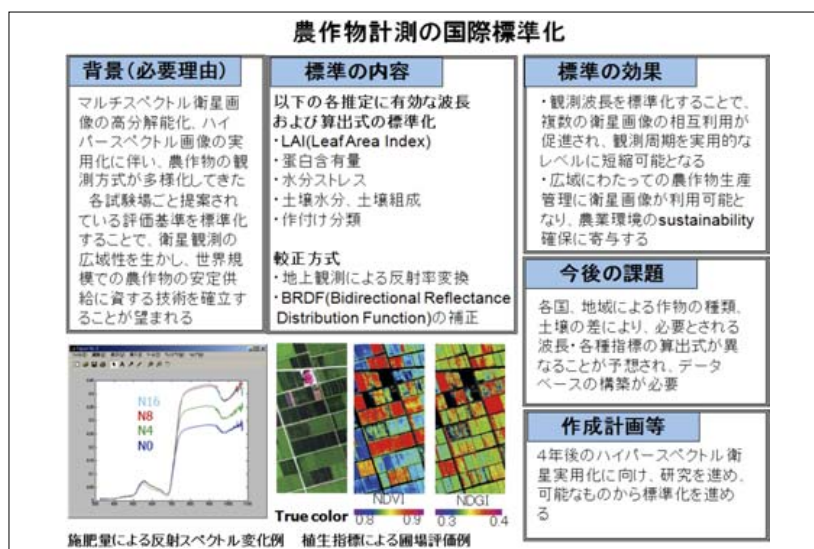 農作物計測の国際標準化
背景(必要理由)
マルチスペクトル衛星画
像の高分解能化、ハイ
パースペクトル画像の実
用化に伴い、農作物の観
測方式が多様化してきた
各試験場ごと提案され
ている評価基準を標準化
することで、衛星観測の
広域性を生かし、世界規
模での農作物の安定供
給に資する技術を確立す
ることが望まれる
標準の内容
以下の各推定に有効な波長
および算出式の標準化
・LAI(Leaf Area Index)
・蛋白含有量
・水分ストレス
・土壌水分、土壌組成
・作付け分類
較正方式
・地上観測による反射率変換
・BRDF(Bidirectional Reflectance
Distribution Function)の補正
標準の効果
・観測波長を標準化することで、
複数の衛星画像の相互利用が
促進され、観測周期を実用的な
レベルに短縮可能となる
・広域にわたっての農作物生産
管理に衛星画像が利用可能と
なり、農業環境のsustainability
確保に寄与する
今後の課題
各国、地域による作物の種類、
土壌の差により、必要とされる
波長・各種指標の算出式が異
なることが予想され、データ
ベースの構築が必要
作成計画等
4年後のハイパースペクトル衛
星実用化に向け、研究を進め、
可能なものから標準化を進め
る
N16
N8
N4
N0
施肥量による反射スペクトル変化例
True color
NDVI
0.8 0.9
NDGI
0.3 0.4
植生指標による圃場評価例